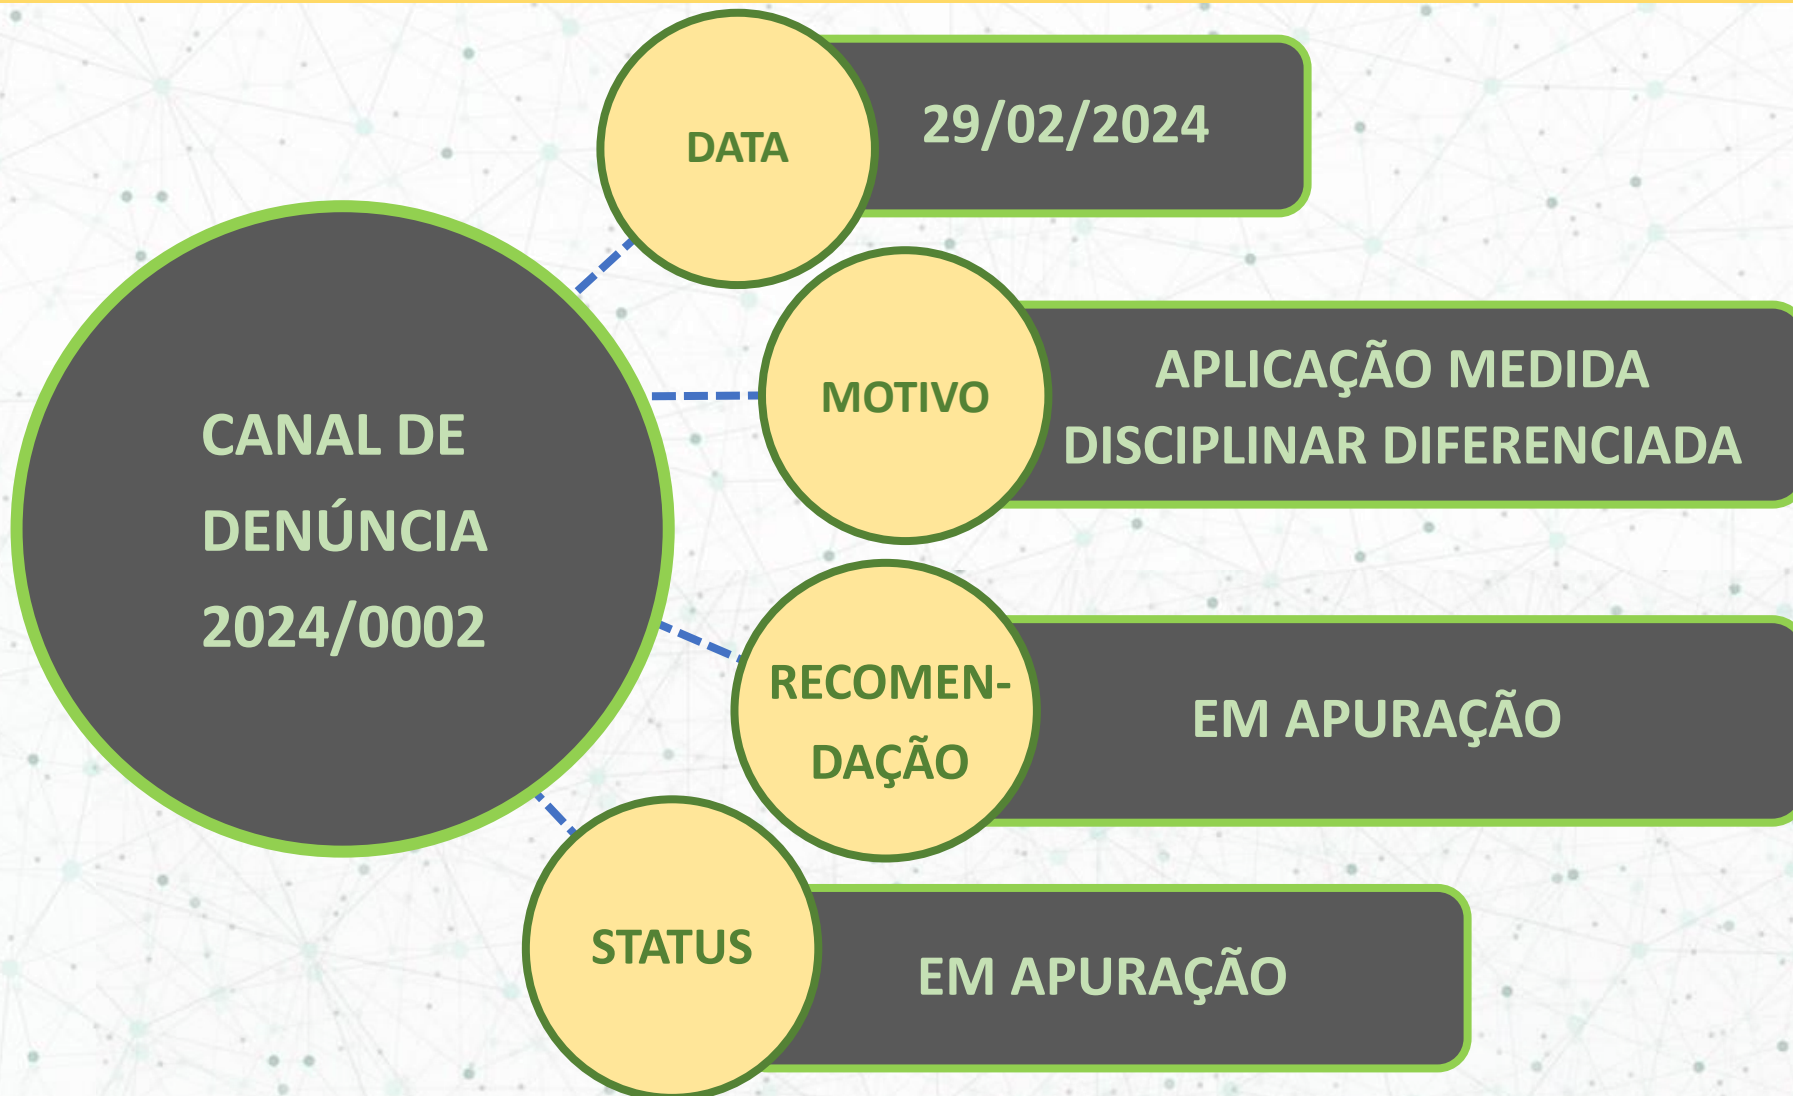 CANAL DE
DENÚNCIA
2024/0002
DATA
29/02/2024
MOTIVO
APLICAÇÃO MEDIDA
DISCIPLINAR DIFERENCIADA
RECOMEN-
DAÇÃO
EM APURAÇÃO
STATUS
EM APURAÇÃO